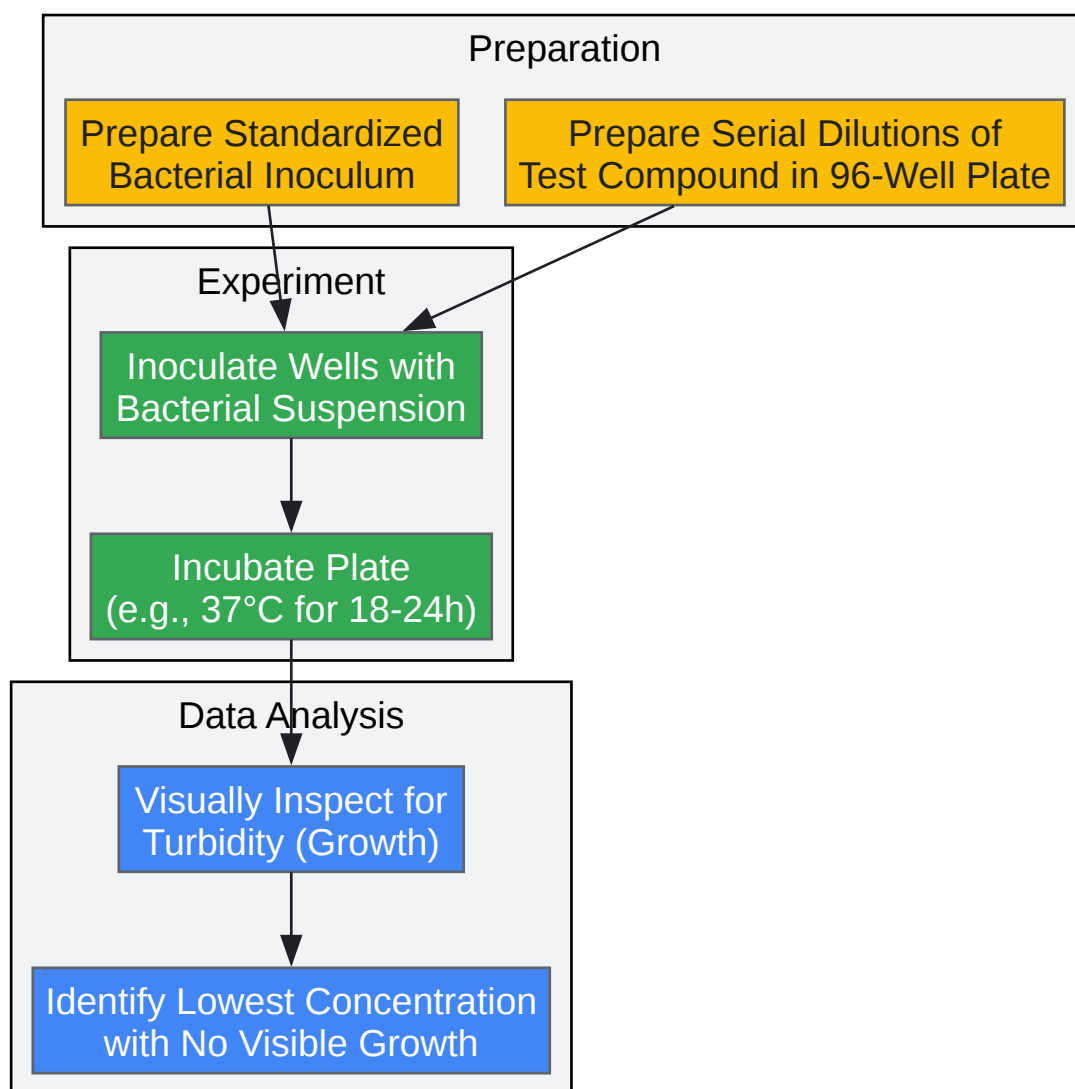 Preparation
Prepare Standardized
Bacterial Inoculum
Prepare Serial Dilutions of
Test Compound in 96-Well Plate
Experiment
Inoculate Wells with
Bacterial Suspension
Incubate Plate
(e.g., 37°C for 18-24h)
Data Analysis
Visually Inspect for
Turbidity (Growth)
Identify Lowest Concentration
with No Visible Growth